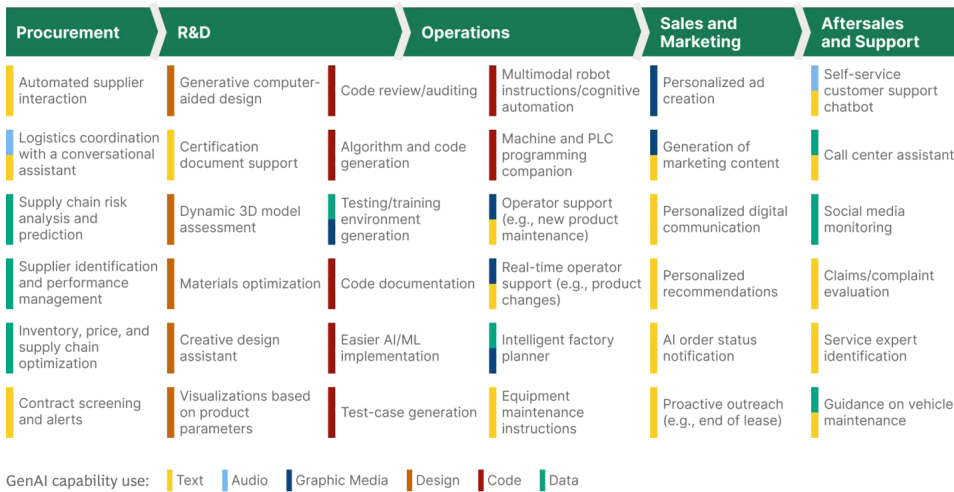 Procurement
R&D
Operations
Sales and
Marketing
Aftersales
and Support
Automated supplier
interaction
Generative computer-
aided design
Code review/auditing
Multimodal robot
instructions/cognitive
automation
Personalized ad
creation
Self-service
customer support
chatbot
Logistics coordination
with a conversational
assistant
Certification
document support
Algorithm and code
generation
Machine and PLC
programming
companion
Generation of
marketing content
Call center assistant
Supply chain risk
analysis and
prediction
Dynamic 3D model
assessment
Testing/training
environment
generation
Operator support
(e.g., new product
maintenance)
Personalized digital
communication
Social media
monitoring
Supplier identification
and performance
management
Materials optimization
Code documentation
Real-time operator
support (e.g., product
changes)
Personalized
recommendations
Claims/complaint
evaluation
Inventory, price, and
supply chain
optimization
Creative design
assistant
Easier AI/ML
implementation
Intelligent factory
planner
AI order status
notification
Service expert
identification
Contract screening
and alerts
Visualizations based
on product
parameters
Test-case generation
Equipment
maintenance
instructions
Proactive outreach
(e.g., end of lease)
Guidance on vehicle
maintenance
GenAI capability use:
Text
Audio
Graphic Media
Design
Code
Data